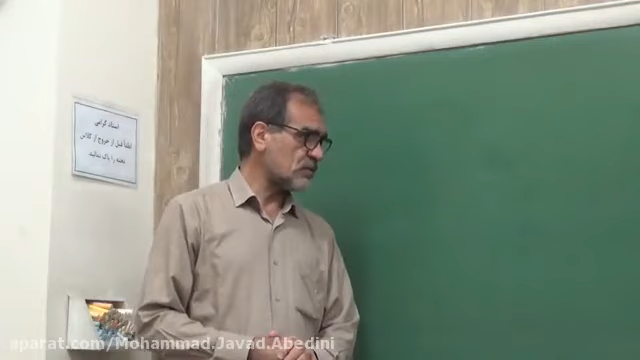 استاد گرامی
لطفا قبل از خروج از کلاس
تخته را پاک نمائید
aparat.com/Mohammad.Javad.Abedini